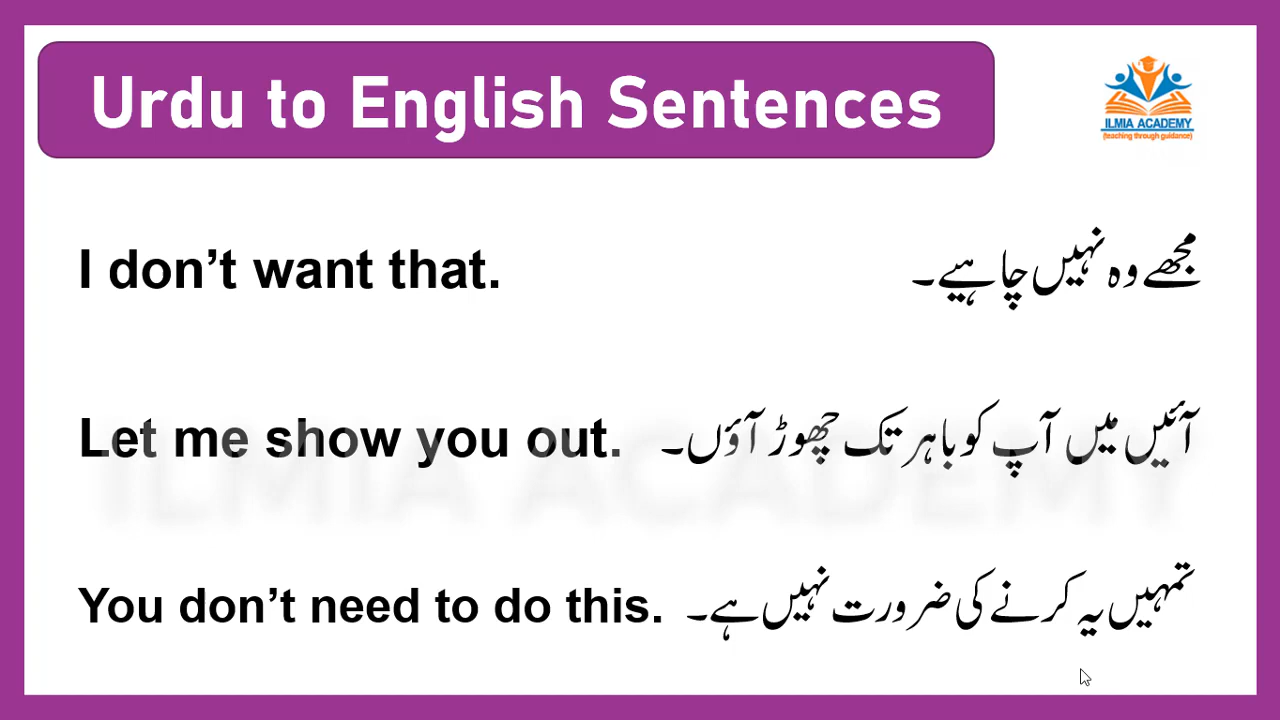 Urdu to English Sentences
ILMIA ACADEMY
(teaching through guidance)
I don’t want that.
مجھے وہ نہیں چاہیے۔
Let me show you out.
آئیں میں آپ کو باہر تک چھوڑ آؤں۔
ILMIA ACADEMY
You don’t need to do this.
تمہیں یہ کرنے کی ضرورت نہیں ہے۔